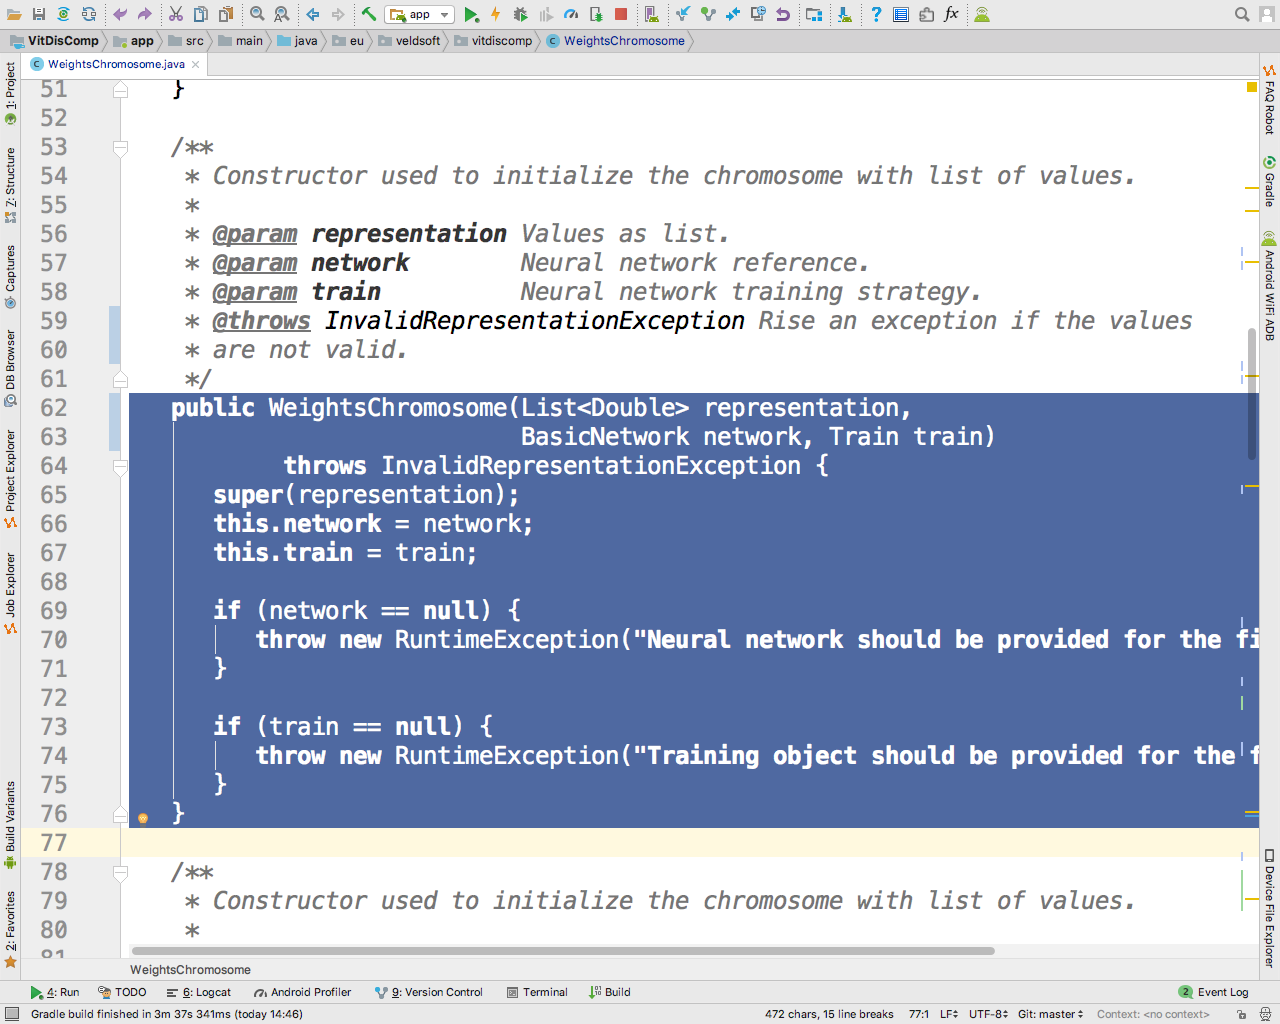 app
VitDisComp app src main java eu veldsoft vitdiscomp WeightsChromosome
WeightsChromosome.java
51 }
52
53 /**
54 * Constructor used to initialize the chromosome with list of values.
55 *
56 * @param representation Values as list.
57 * @param network Neural network reference.
58 * @param train Neural network training strategy.
59 * @throws InvalidRepresentationException Rise an exception if the values
60 * are not valid.
61 */
62 public WeightsChromosome(List<Double> representation,
63 BasicNetwork network, Train train)
64 throws InvalidRepresentationException {
65 super(representation);
66 this.network = network;
67 this.train = train;
68
69 if (network == null) {
70 throw new RuntimeException("Neural network should be provided for the fi
71 }
72
73 if (train == null) {
74 throw new RuntimeException("Training object should be provided for the f
75 }
76 }
77
78 /**
79 * Constructor used to initialize the chromosome with list of values.
80 *
81
1: Project
Z: Structure
Captures
DB Browser
Project Explorer
Job Explorer
Build Variants
2: Favorites
FAQ Robot
Gradle
Android WiFi ADB
Device File Explorer
WeightsChromosome
4: Run TODO 6: Logcat Android Profiler 9: Version Control Terminal Build 2 Event Log
Gradle build finished in 3m 37s 341ms (today 14:46) 472 chars, 15 line breaks 77:1 LF UTF-8 Git: master Context: <no context>